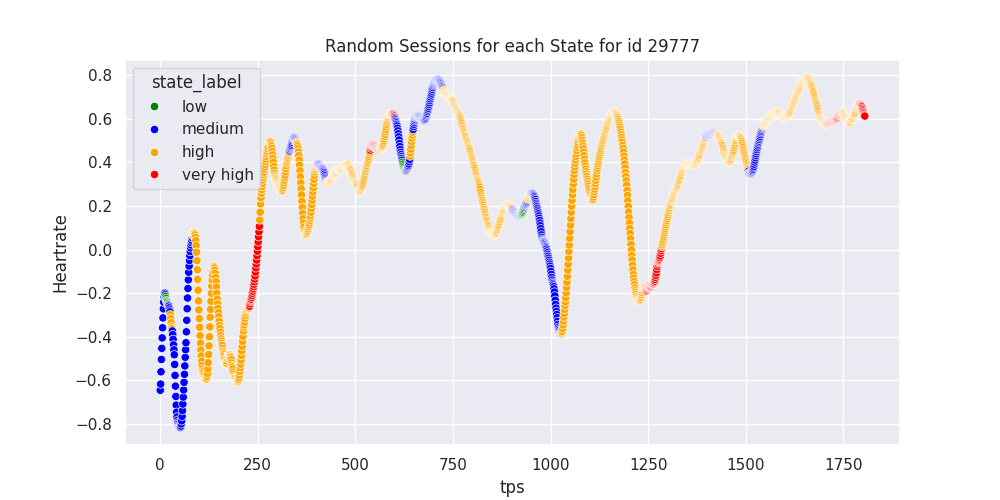 Random Sessions for each State for id 29777
state_label
low
medium
high
very high
Heartrate
0.8
0.6
0.4
0.2
0.0
−0.2
−0.4
−0.6
−0.8
0 250 500 750 1000 1250 1500 1750
tps